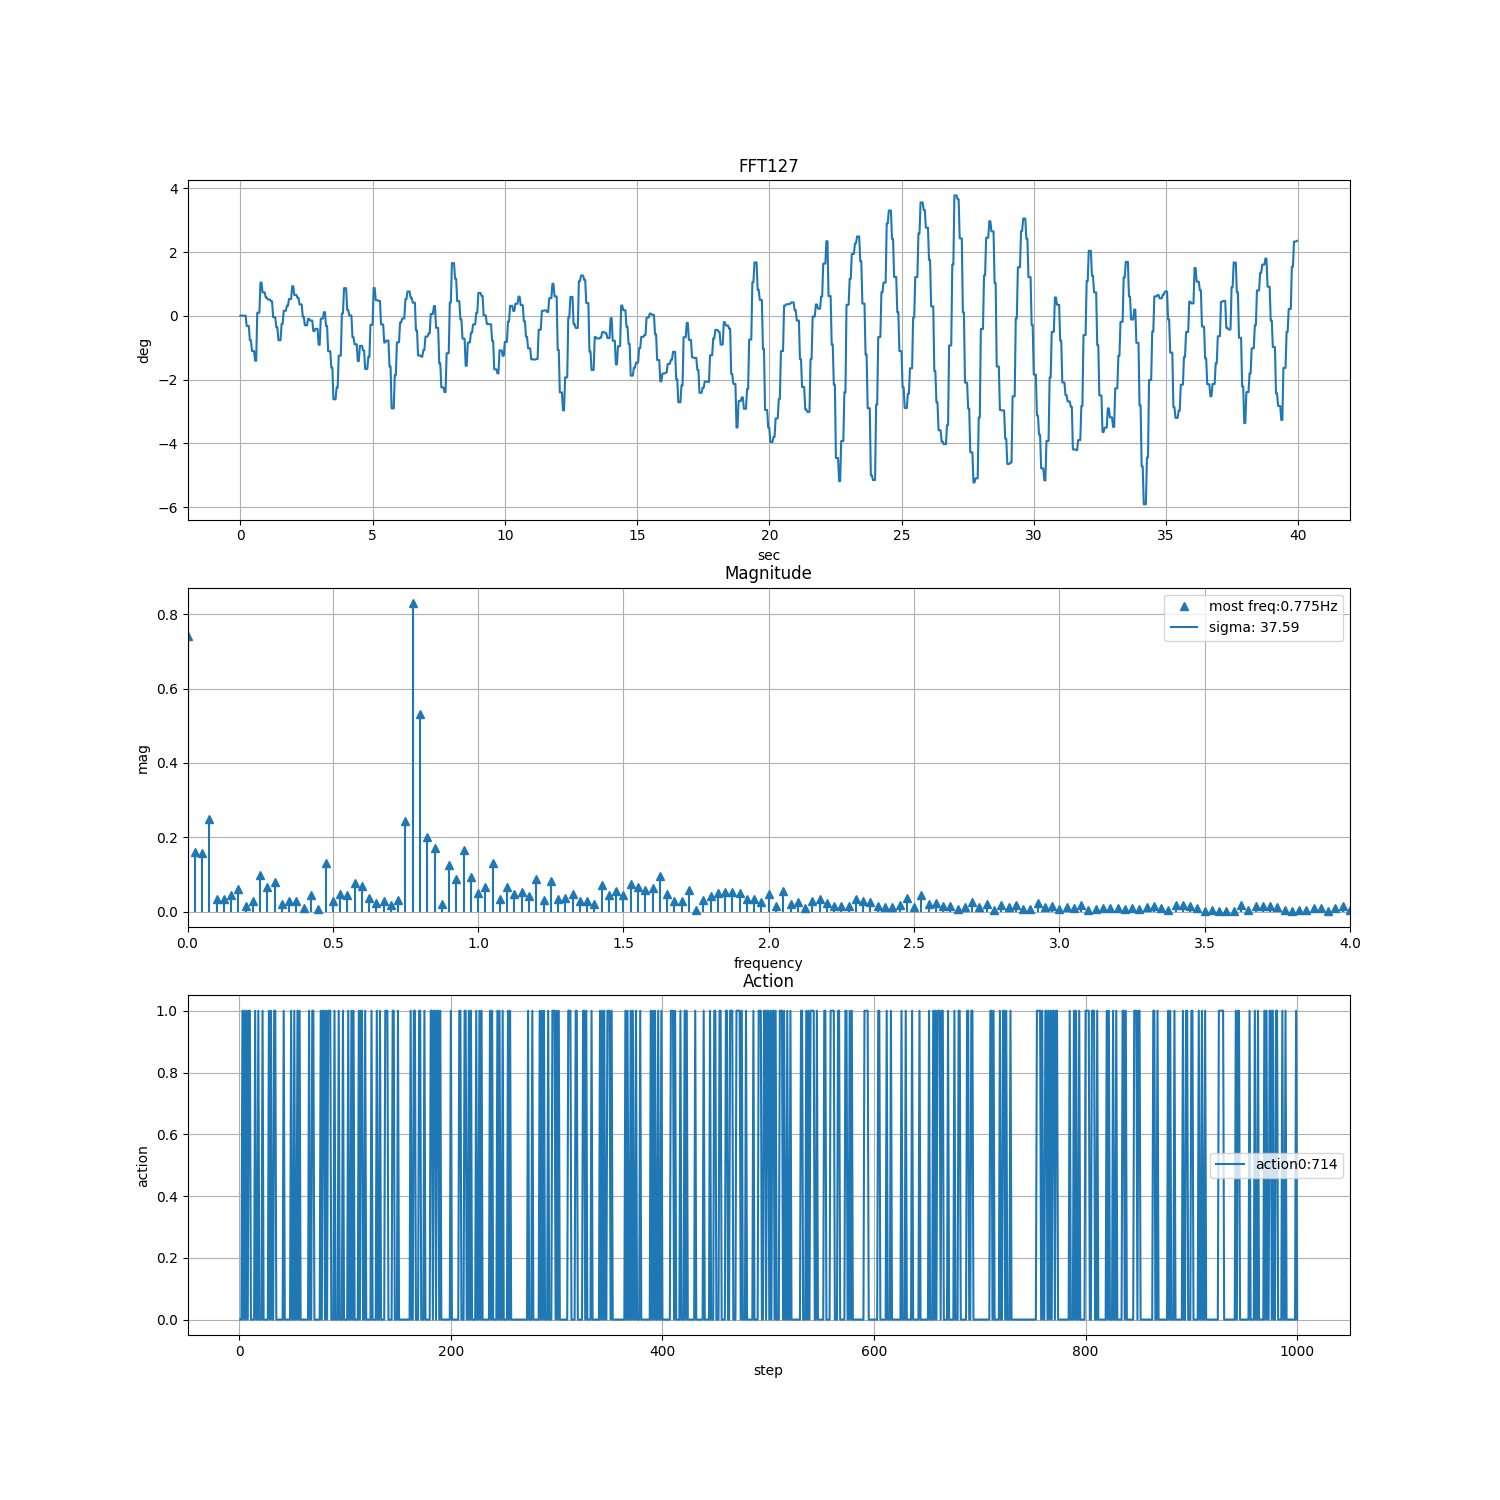 FFT127
4
2
0
−2
−4
−6
deg
0 5 10 15 20 25 30 35 40
sec
Magnitude
0.8
0.6
0.4
0.2
0.0
mag
most freq:0.775Hz
sigma: 37.59
0.0 0.5 1.0 1.5 2.0 2.5 3.0 3.5 4.0
frequency
Action
1.0
0.8
0.6
0.4
0.2
0.0
action
action0:714
0 200 400 600 800 1000
step